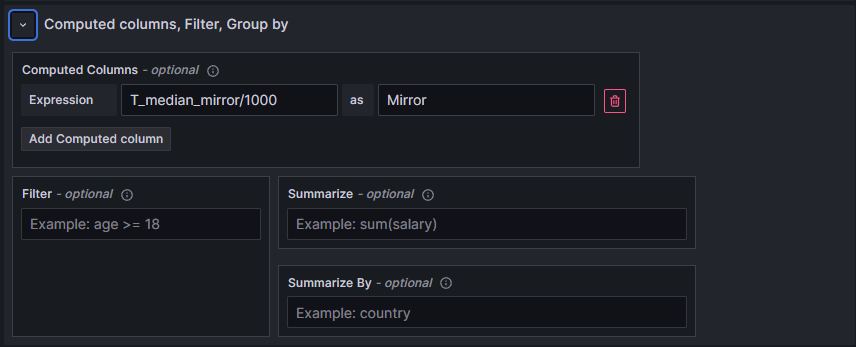 Computed columns, Filter, Group by
Computed Columns - optional
Expression T_median_mirror/1000 as Mirror
Add Computed column
Filter - optional
Example: age >= 18
Summarize - optional
Example: sum(salary)
Summarize By - optional
Example: country